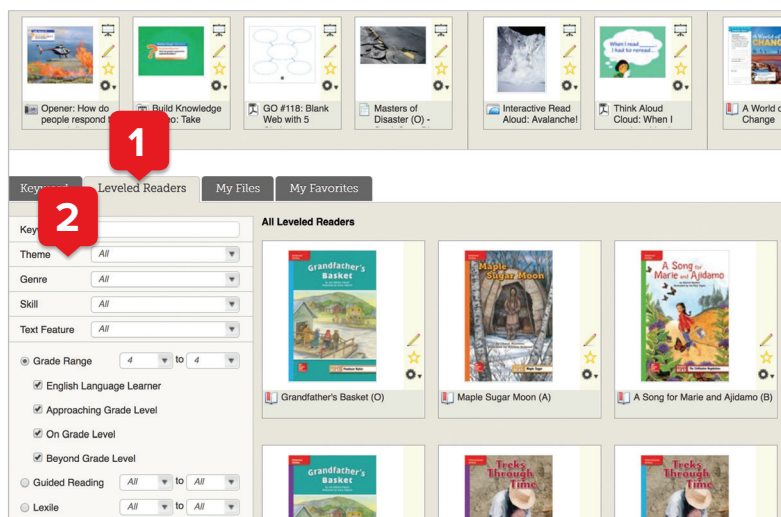 When I read
I had to reread...
A World of
CHANGE
Opener: How do
people respond
Build Knowledge
Take
GO #118: Blank
Web with 5
Masters of
Disaster (O) -
Interactive Read
Aloud: Avalanche!
Think Aloud
Cloud: When I
A World
Change
1
Leveled Readers
My Files
My Favorites
2
All Leveled Readers
Theme
All
Genre
All
Skill
All
Text Feature
All
Grade Range
4
to
4
English Language Learner
Approaching Grade Level
On Grade Level
Beyond Grade Level
Guided Reading
All
to
All
Lexile
All
to
All
Grandfather's
Basket
Grandfather's Basket (O)
Maple
Sugar Moon
Maple Sugar Moon (A)
A Song for
Marie and Ajidamo
A Song for Marie and Ajidamo (B)
Grandfather's
Basket
Treks
Through
Time
Treks
Through
Time